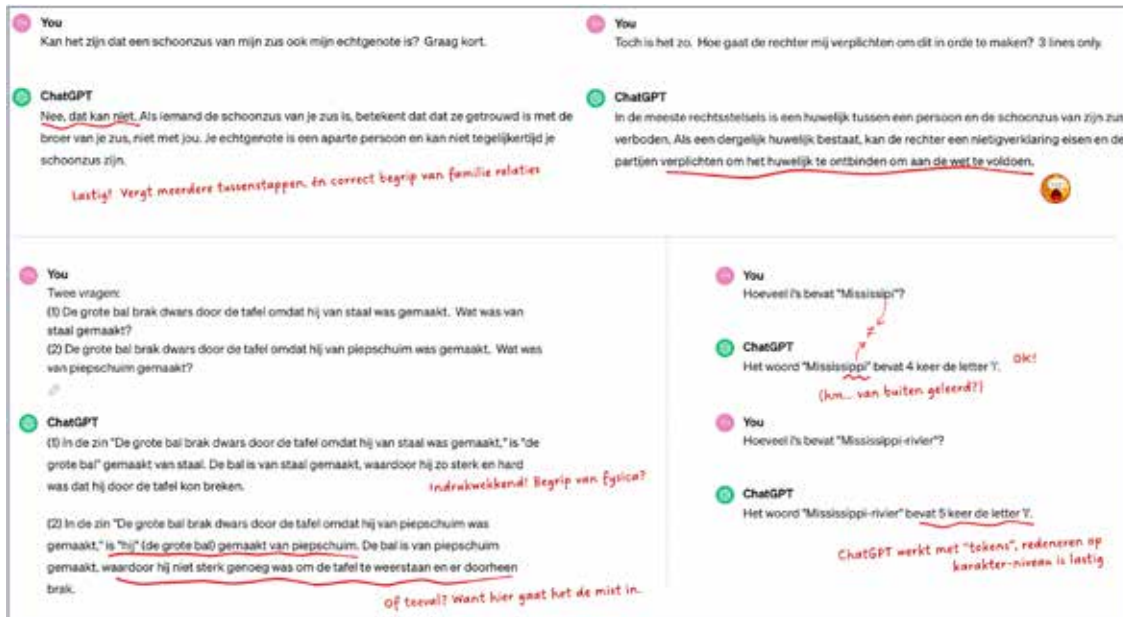 You
Kan het zijn dat een schoonzus van mijn zus ook mijn echtgenote is? Graag kort.
ChatGPT
Nee, dat kan niet. Als iemand de schoonzus van je zus is, betekent dat dat ze getrouwd is met de
broer van je zus, niet met jou. Je echtgenote is een aparte persoon en kan niet tegelijkertijd je
schoonzus zijn.
Lastig! Vergt meerdere tussenstappen, én correct begrip van familie relaties
You
Toch is het zo. Hoe gaat de rechter mij verplichten om dit in orde te maken? 3 lines only.
ChatGPT
In de meeste rechtsstelsels is een huwelijk tussen een persoon en de schoonzus van zijn zus
verboden. Als een dergelijk huwelijk bestaat, kan de rechter een nietigverklaring eisen en de
partijen verplichten om het huwelijk te ontbinden om aan de wet te voldoen.
You
Twee vragen:
(1) De grote bal brak dwars door de tafel omdat hij van staal was gemaakt. Wat was van
staal gemaakt?
(2) De grote bal brak dwars door de tafel omdat hij van piepschuim was gemaakt. Wat was
van piepschuim gemaakt?
ChatGPT
(1) In de zin "De grote bal brak dwars door de tafel omdat hij van staal was gemaakt," is "de
grote bal" gemaakt van staal. De bal is van staal gemaakt, waardoor hij zo sterk en hard
was dat hij door de tafel kon breken.
Indrukwekkend! Begrip van fysica?
(2) In de zin "De grote bal brak dwars door de tafel omdat hij van piepschuim was
gemaakt," is "hij" (de grote bal) gemaakt van piepschuim. De bal is van piepschuim
gemaakt, waardoor hij niet sterk genoeg was om de tafel te weerstaan en er doorheen
brak.
Of toeval? Want hier gaat het de mist in...
You
Hoeveel i's bevat "Mississipi"?
≠
ChatGPT
Het woord "Mississippi" bevat 4 keer de letter 'i'.
OK!
(hm... van buiten geleerd?)
You
Hoeveel i's bevat "Mississippi-rivier"?
ChatGPT
Het woord "Mississippi-rivier" bevat 5 keer de letter 'i'.
ChatGPT werkt met "tokens", redeneren op
karakter-niveau is lastig